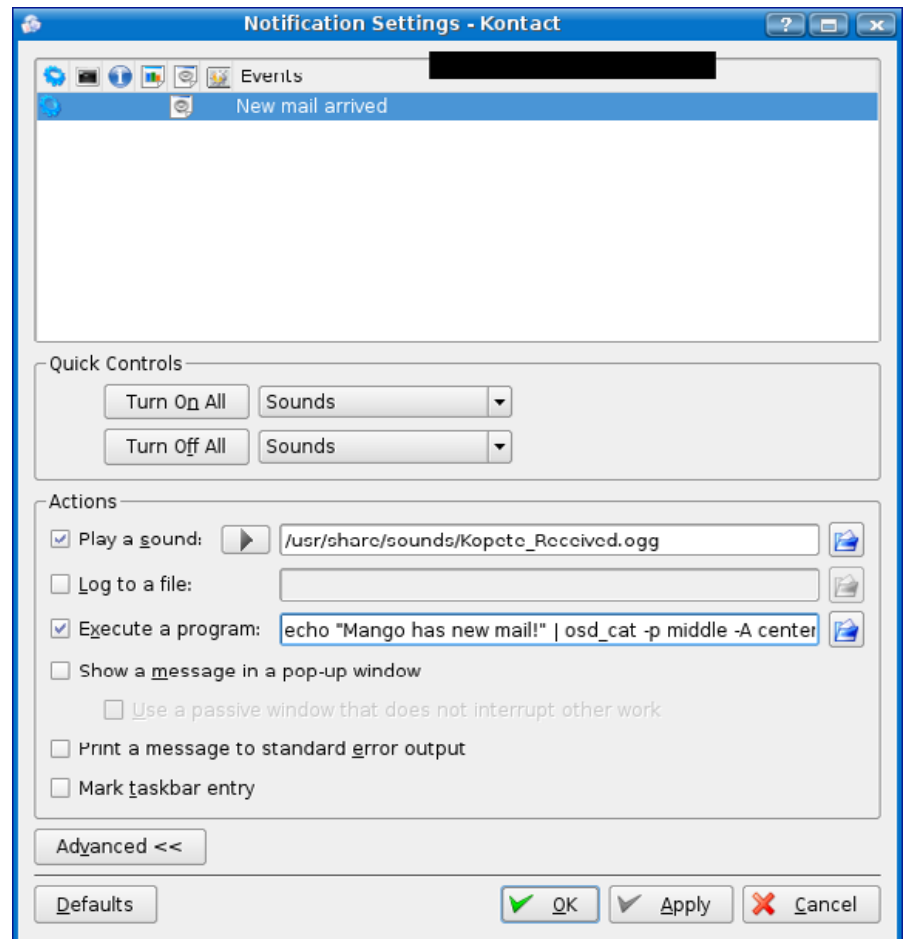 Notification Settings - Kontact
?
Events
New mail arrived
Quick Controls
Turn On All Sounds
Turn Off All Sounds
Actions
Play a sound: /usr/share/sounds/Kopete_Received.ogg
Log to a file:
Execute a program: echo "Mango has new mail!" | osd_cat -p middle -A center
Show a message in a pop-up window
Use a passive window that does not interrupt other work
Print a message to standard error output
Mark taskbar entry
Advanced <<
Defaults OK Apply Cancel